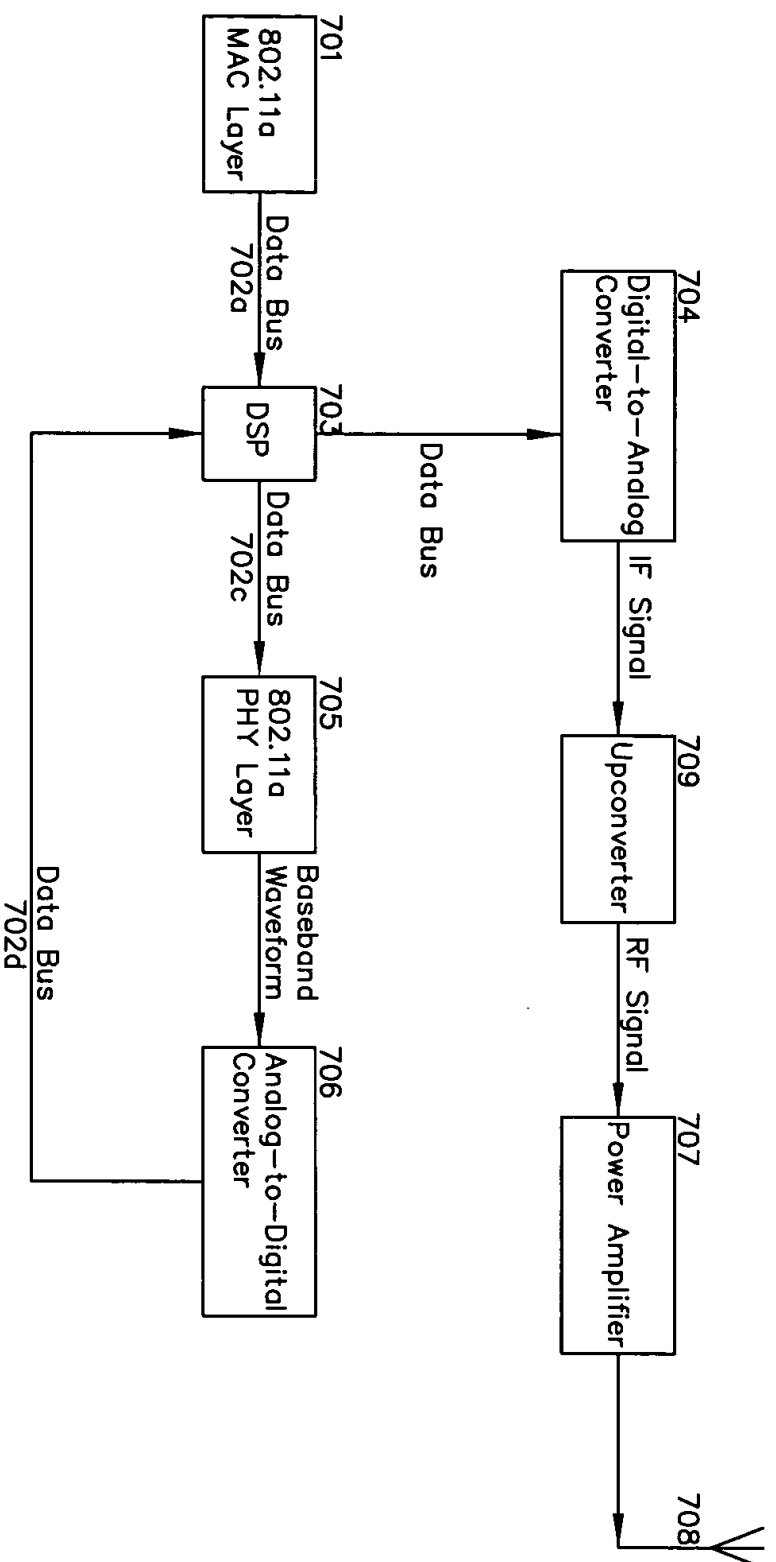 704
Digital-to-Analog
Converter
IF Signal
709
Upconverter
RF Signal
707
Power Amplifier
708
Data Bus
701
802.11a
MAC Layer
Data Bus
702a
703
DSP
Data Bus
702c
705
802.11a
PHY Layer
Baseband
Waveform
706
Analog-to-Digital
Converter
Data Bus
702d